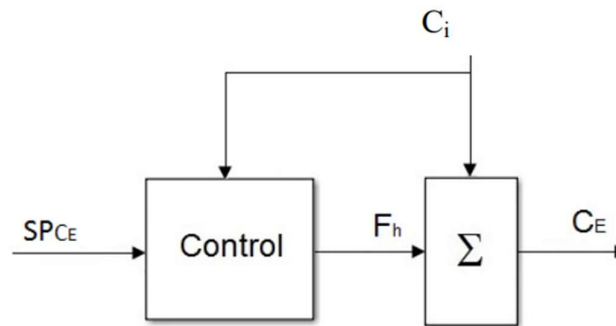 Ci
SPCE
Control
Fh
Σ
CE